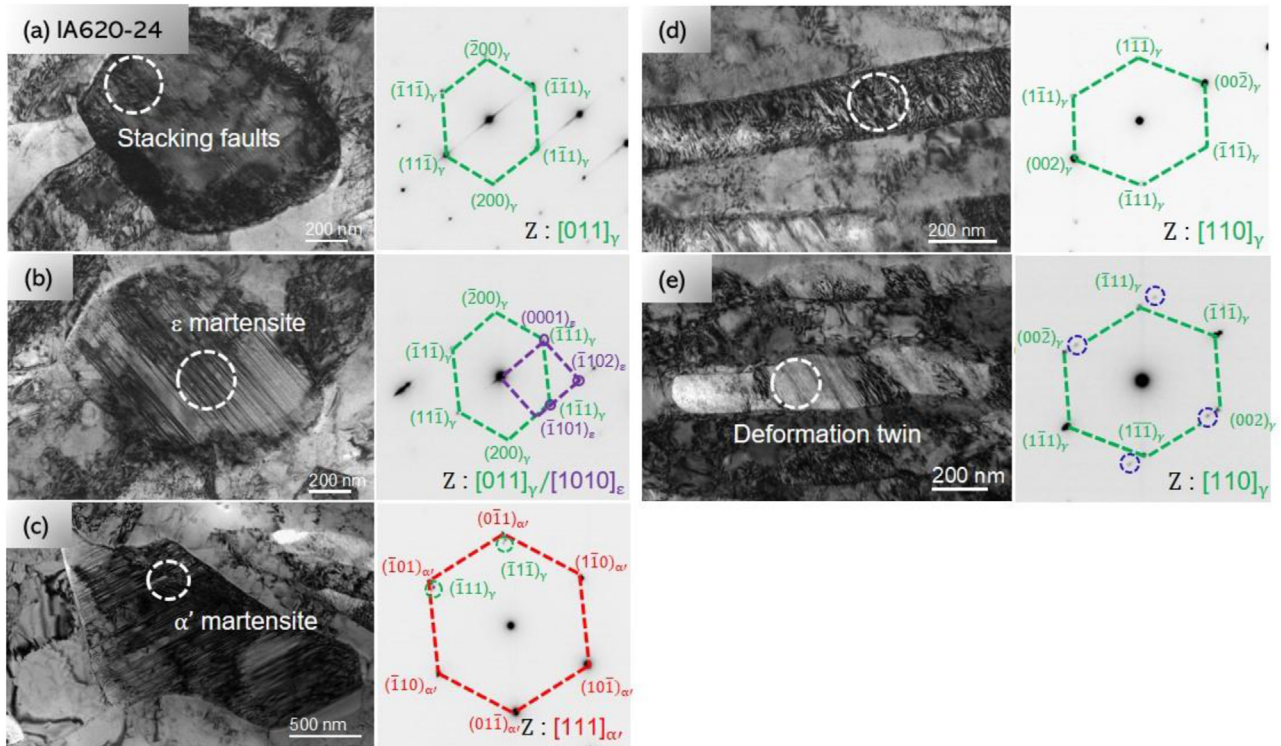 (a) IA620-24
Stacking faults
200 nm
(2̄00)γ
(1̄11̄)γ
(1̄1̄1)γ
(111̄)γ
(11̄1)γ
(200)γ
Z : [011]γ
(b)
ε martensite
200 nm
(2̄00)γ
(0001)ε
(1̄11̄)γ
(1̄1̄1)γ
(1̄102)ε
(111̄)γ
(11̄1)γ
(1̄101)ε
(200)γ
Z : [011]γ/[1010]ε
(c)
α' martensite
500 nm
(01̄1)α'
(1̄01)α'
(1̄11̄)γ
(11̄0)α'
(1̄11)γ
(1̄10)α'
(101̄)α'
(011̄)α'
Z : [111]α'
(d)
200 nm
(11̄1̄)γ
(002̄)γ
(11̄1)γ
(002)γ
(1̄11̄)γ
(1̄11)γ
Z : [110]γ
(e)
Deformation twin
200 nm
(1̄11)γ
(1̄11̄)γ
(002̄)γ
(002)γ
(11̄1)γ
(11̄1̄)γ
Z : [110]γ